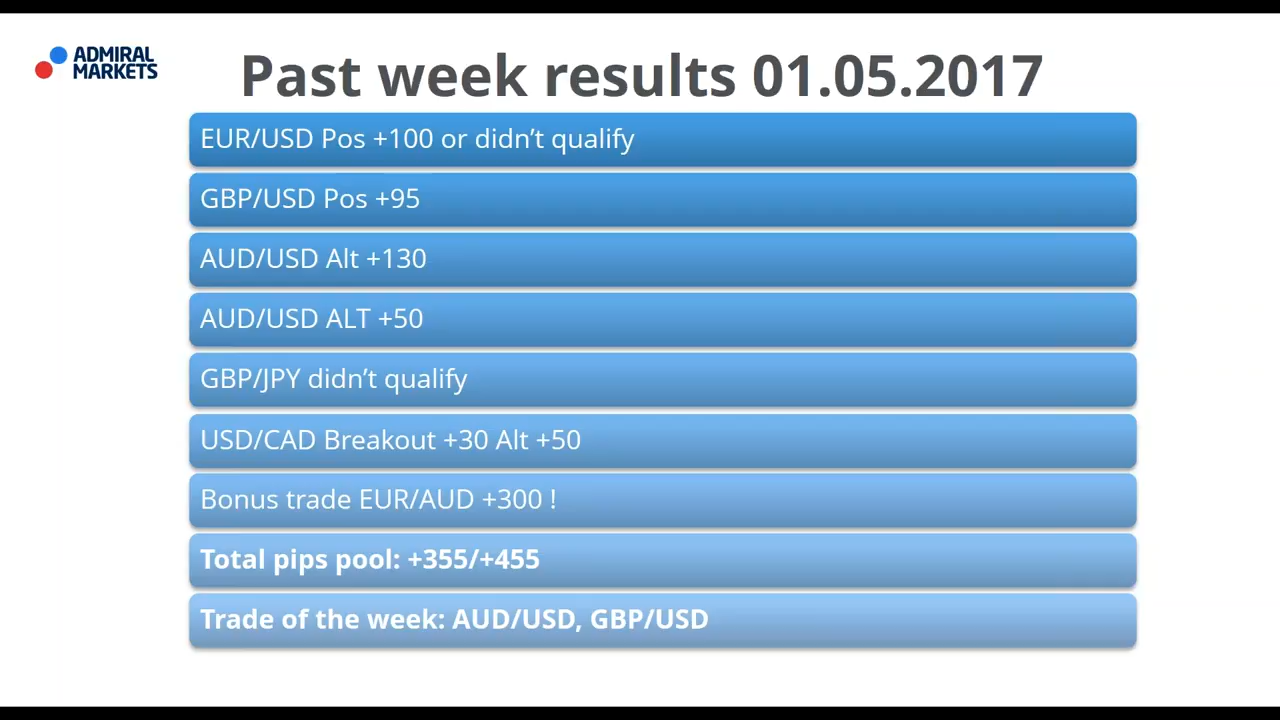 ADMIRAL
MARKETS
Past week results 01.05.2017
EUR/USD Pos +100 or didn’t qualify
GBP/USD Pos +95
AUD/USD Alt +130
AUD/USD ALT +50
GBP/JPY didn’t qualify
USD/CAD Breakout +30 Alt +50
Bonus trade EUR/AUD +300 !
Total pips pool: +355/+455
Trade of the week: AUD/USD, GBP/USD